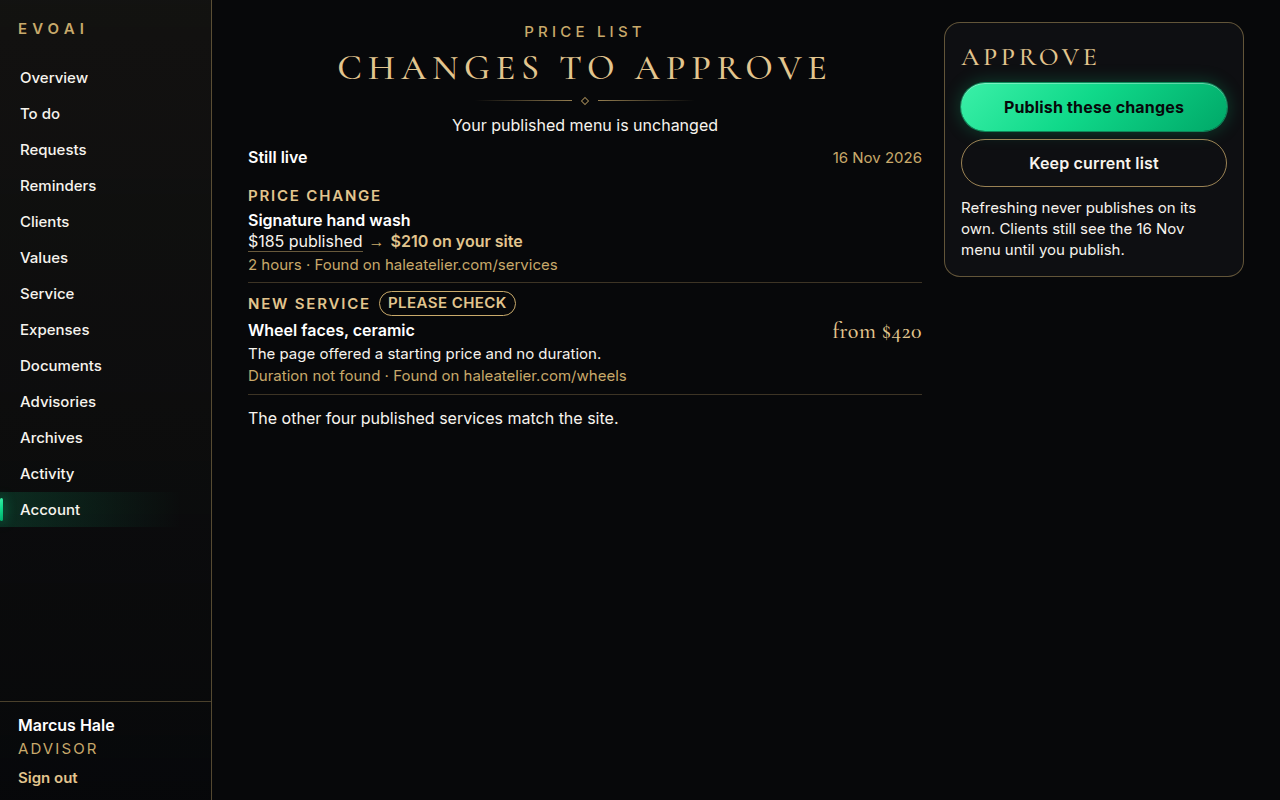 EVOAI
Overview
To do
Requests
Reminders
Clients
Values
Service
Expenses
Documents
Advisories
Archives
Activity
Account
Marcus Hale
ADVISOR
Sign out
PRICE LIST
CHANGES TO APPROVE
Your published menu is unchanged
Still live 16 Nov 2026
PRICE CHANGE
Signature hand wash
$185 published → $210 on your site
2 hours · Found on haleatelier.com/services
NEW SERVICE PLEASE CHECK
Wheel faces, ceramic from $420
The page offered a starting price and no duration.
Duration not found · Found on haleatelier.com/wheels
The other four published services match the site.
APPROVE
Publish these changes
Keep current list
Refreshing never publishes on its
own. Clients still see the 16 Nov
menu until you publish.